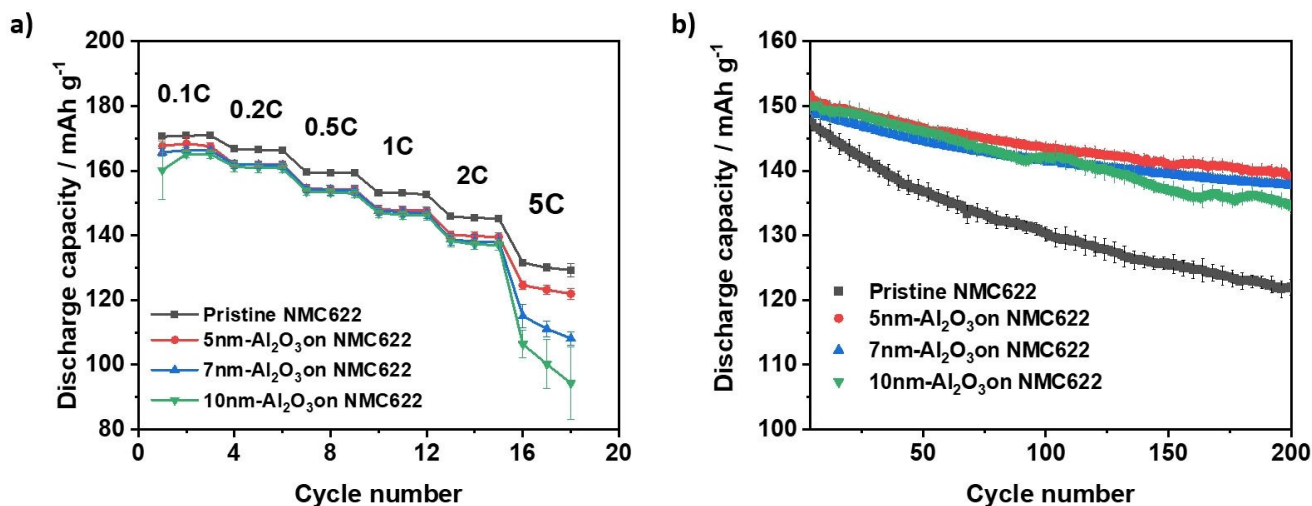 a)
Discharge capacity / mAh g⁻¹
200
180
160
140
120
100
80
0.1C
0.2C
0.5C
1C
2C
5C
Pristine NMC622
5nm-Al₂O₃on NMC622
7nm-Al₂O₃on NMC622
10nm-Al₂O₃on NMC622
0 4 8 12 16 20
Cycle number
b)
Discharge capacity / mAh g⁻¹
160
150
140
130
120
110
100
Pristine NMC622
5nm-Al₂O₃on NMC622
7nm-Al₂O₃on NMC622
10nm-Al₂O₃on NMC622
50 100 150 200
Cycle number